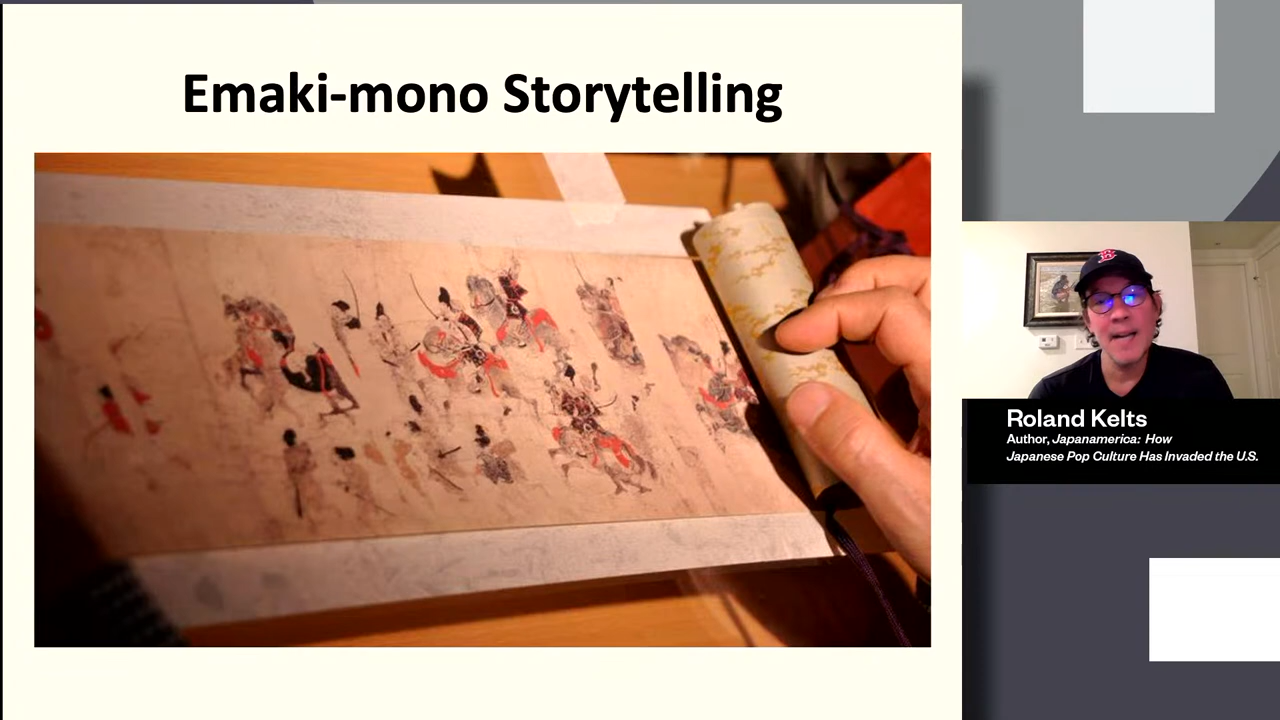 Emaki-mono Storytelling
B
Roland Kelts
Author, Japanamerica: How
Japanese Pop Culture Has Invaded the U.S.